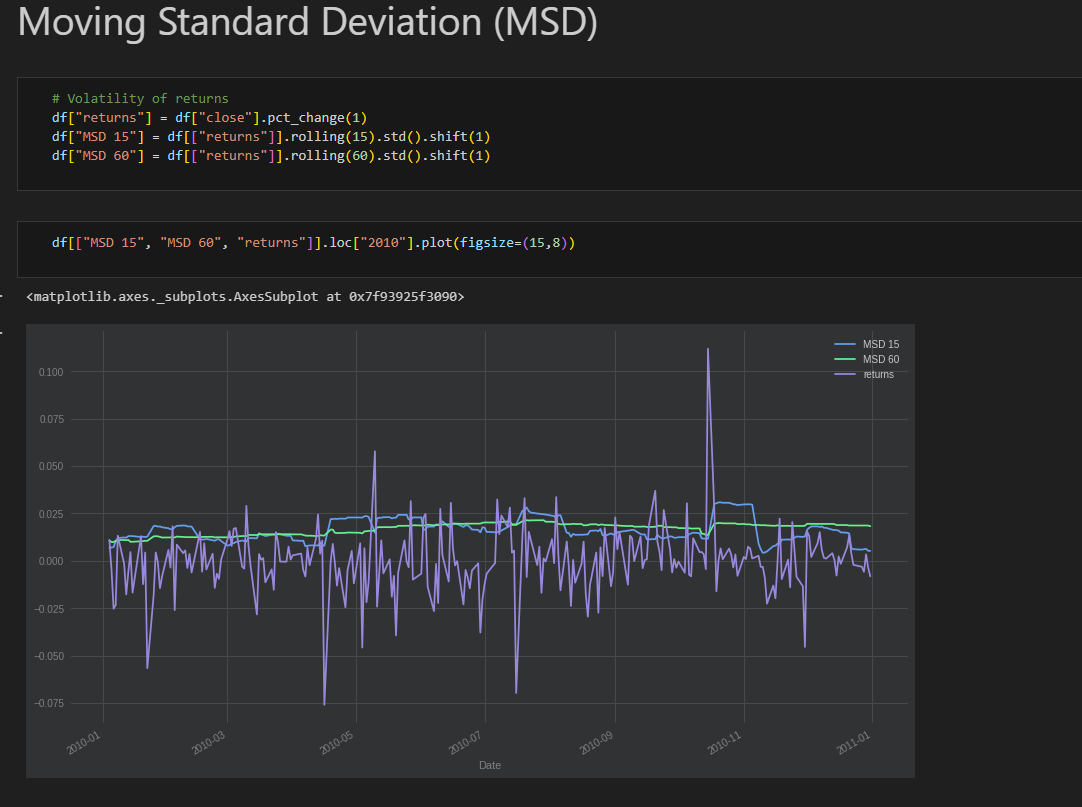 Moving Standard Deviation (MSD)
# Volatility of returns
df["returns"] = df["close"].pct_change(1)
df["MSD 15"] = df[["returns"]].rolling(15).std().shift(1)
df["MSD 60"] = df[["returns"]].rolling(60).std().shift(1)
df[["MSD 15", "MSD 60", "returns"]].loc["2010"].plot(figsize=(15,8))
<matplotlib.axes._subplots.AxesSubplot at 0x7f93925f3090>
MSD 15
MSD 60
returns
0.100
0.075
0.050
0.025
0.000
−0.025
−0.050
−0.075
2010-01
2010-03
2010-05
2010-07
2010-09
2010-11
2011-01
Date